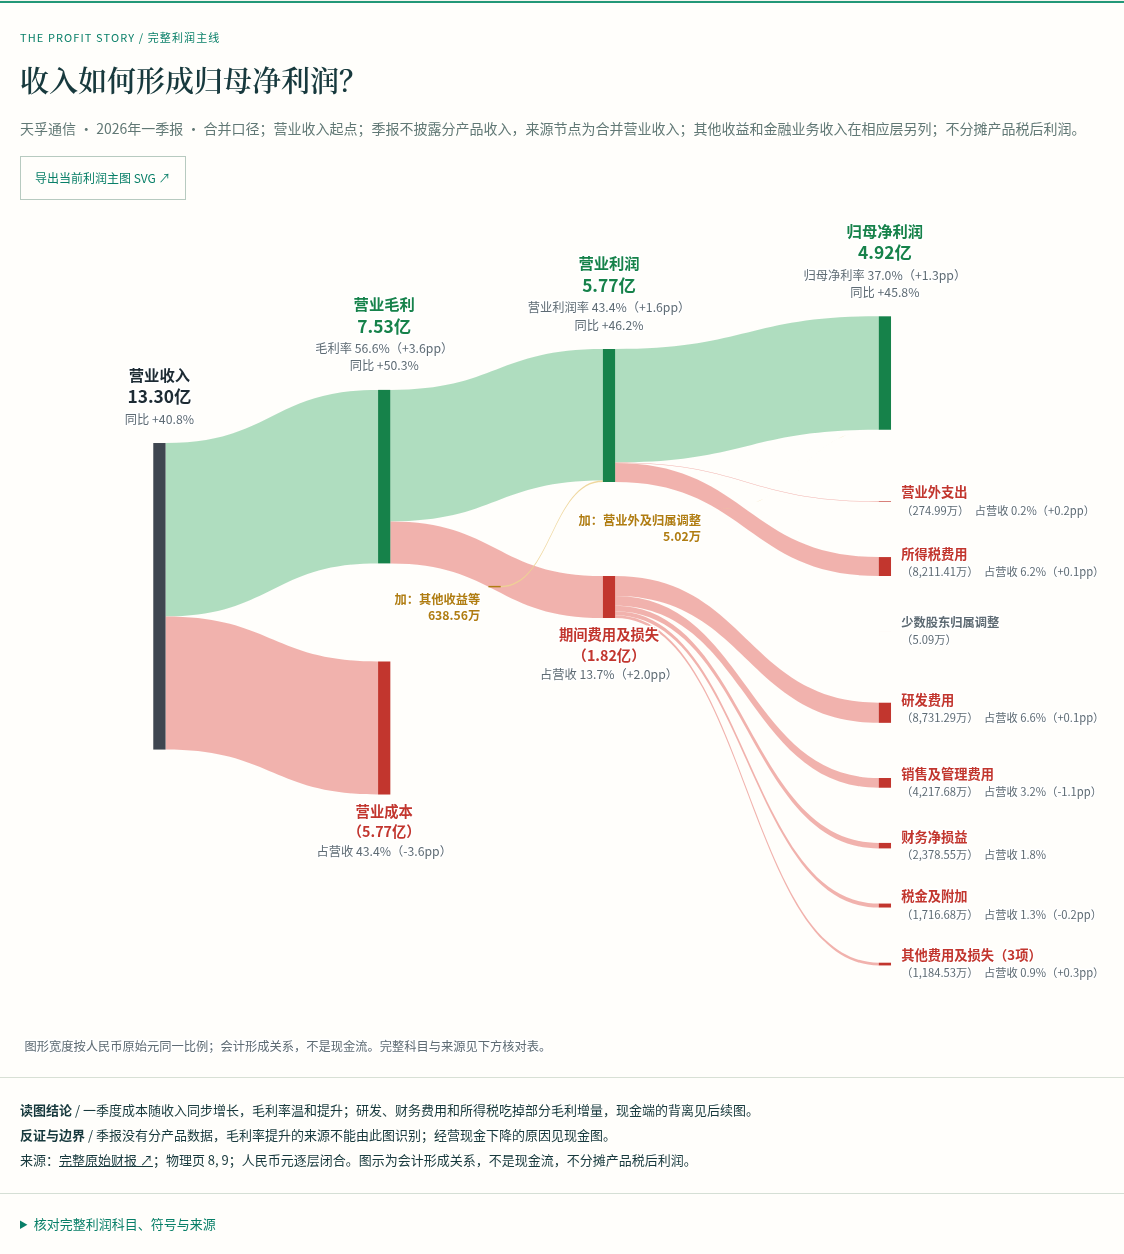 THE PROFIT STORY / 完整利润主线
收入如何形成归母净利润？
天孚通信 · 2026年一季报 · 合并口径；营业收入起点；季报不披露分产品收入，来源节点为合并营业收入；其他收益和金融业务收入在相应层另列；不分摊产品税后利润。
导出当前利润主图 SVG ↗
归母净利润
4.92亿
归母净利率 37.0%（+1.3pp）
同比 +45.8%
营业利润
5.77亿
营业利润率 43.4%（+1.6pp）
同比 +46.2%
营业毛利
7.53亿
毛利率 56.6%（+3.6pp）
同比 +50.3%
营业收入
13.30亿
同比 +40.8%
营业外支出
（274.99万） 占营收 0.2%（+0.2pp）
加：营业外及归属调整
5.02万
所得税费用
（8,211.41万） 占营收 6.2%（+0.1pp）
加：其他收益等
638.56万
少数股东归属调整
（5.09万）
期间费用及损失
（1.82亿）
占营收 13.7%（+2.0pp）
研发费用
（8,731.29万） 占营收 6.6%（+0.1pp）
销售及管理费用
（4,217.68万） 占营收 3.2%（-1.1pp）
营业成本
（5.77亿）
占营收 43.4%（-3.6pp）
财务净损益
（2,378.55万） 占营收 1.8%
税金及附加
（1,716.68万） 占营收 1.3%（-0.2pp）
其他费用及损失（3项）
（1,184.53万） 占营收 0.9%（+0.3pp）
图形宽度按人民币原始元同一比例；会计形成关系，不是现金流。完整科目与来源见下方核对表。
读图结论 / 一季度成本随收入同步增长，毛利率温和提升；研发、财务费用和所得税吃掉部分毛利增量，现金端的背离见后续图。
反证与边界 / 季报没有分产品数据，毛利率提升的来源不能由此图识别；经营现金下降的原因见现金图。
来源：完整原始财报 ↗；物理页 8, 9；人民币元逐层闭合。图示为会计形成关系，不是现金流，不分摊产品税后利润。
▶ 核对完整利润科目、符号与来源